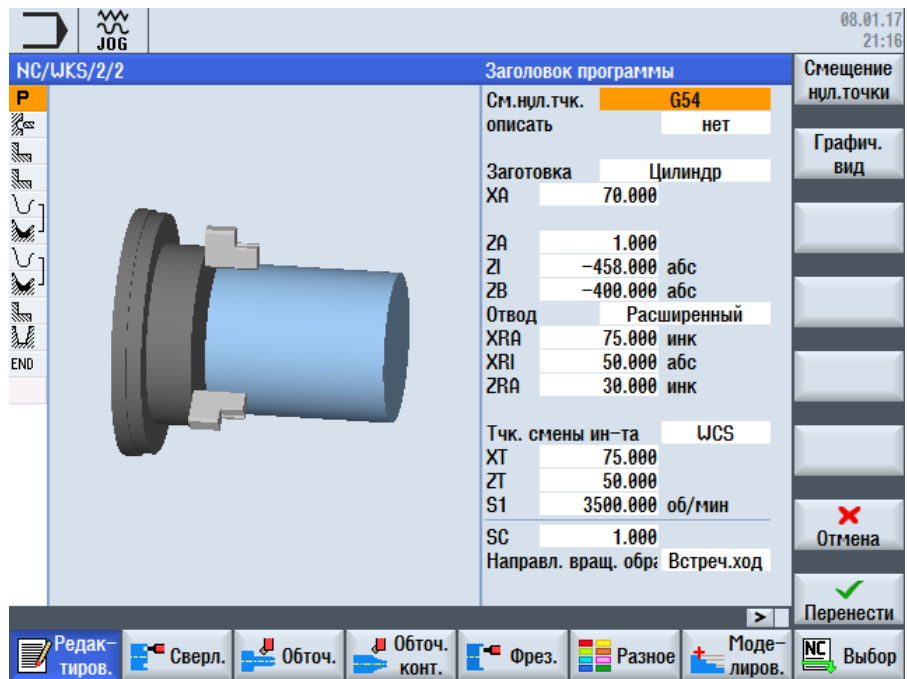 JOG
08.01.17
21:16
NC/WKS/2/2
Заголовок программы
Смещение
нул.точки
P
См.нул.тчк. G54
описать нет
Графич.
вид
Заготовка Цилиндр
XA 70.000
ZA 1.000
ZI -458.000 абс
ZB -400.000 абс
Отвод Расширенный
XRA 75.000 инк
XRI 50.000 абс
ZRA 30.000 инк
END
Тчк. смены ин-та WCS
XT 75.000
ZT 50.000
S1 3500.000 об/мин
SC 1.000
Направл. вращ. обра Встреч.ход
Отмена
Перенести
>
Редак-
тиров.
Сверл.
Обточ.
Обточ.
конт.
Фрез.
Разное
Моде-
лиров.
NC
Выбор